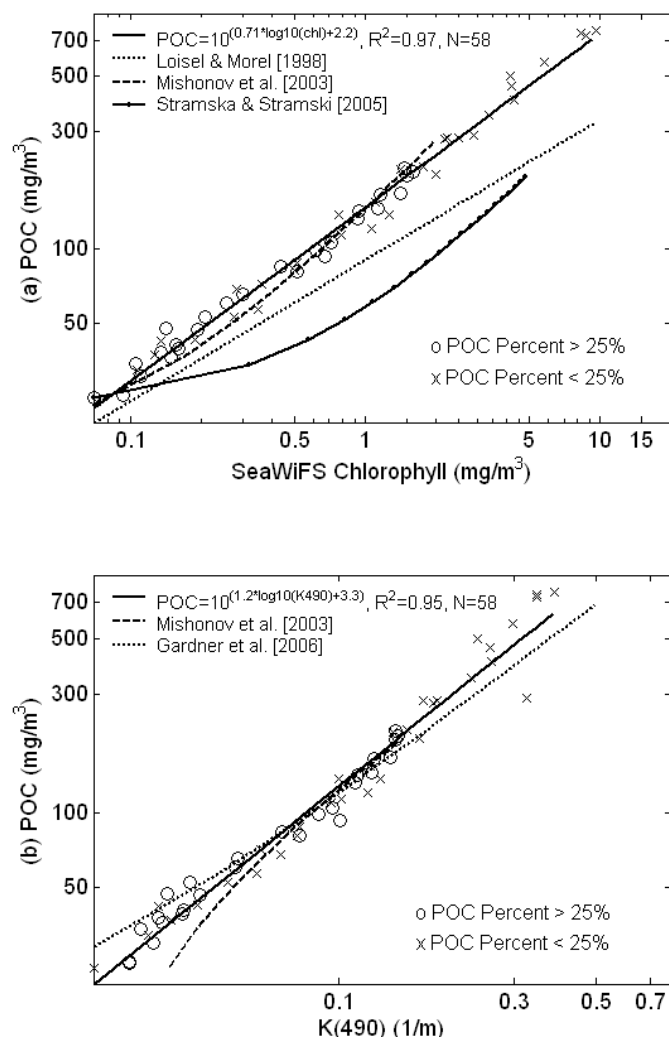 POC=10^(0.71*log10(chl)+2.2), R²=0.97, N=58
Loisel & Morel [1998]
Mishonov et al. [2003]
Stramska & Stramski [2005]
700
500
300
100
50
(a) POC (mg/m³)
o POC Percent > 25%
× POC Percent < 25%
0.1 0.5 1 5 10 15
SeaWiFS Chlorophyll (mg/m³)
POC=10^(1.2*log10(K490)+3.3), R²=0.95, N=58
Mishonov et al. [2003]
Gardner et al. [2006]
700
500
300
100
50
(b) POC (mg/m³)
o POC Percent > 25%
× POC Percent < 25%
0.1 0.3 0.5 0.7
K(490) (1/m)